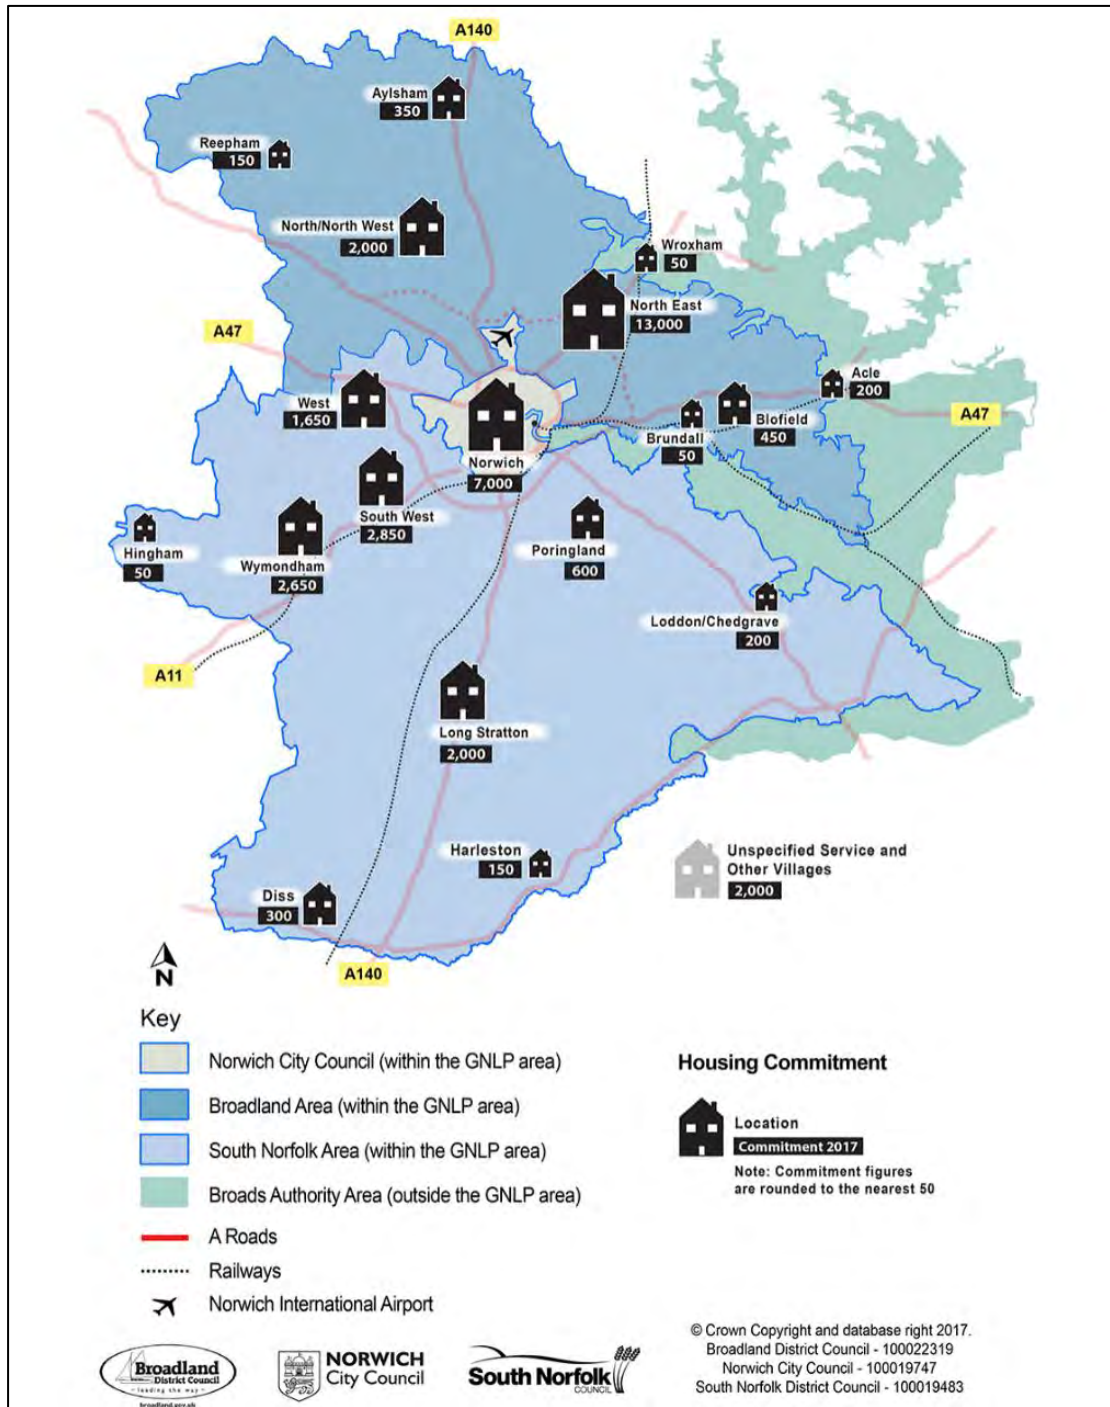 A140
Aylsham
350
Reepham
150
North/North West
2,000
Wroxham
50
North East
13,000
A47
West
1,650
Acle
200
A47
Blofield
450
Brundall
50
Norwich
7,000
South West
2,850
Hingham
50
Wymondham
2,650
Poringland
600
Loddon/Chedgrave
200
A11
Long Stratton
2,000
Harleston
150
Unspecified Service and
Other Villages
2,000
Diss
300
A140
N
Key
Norwich City Council (within the GNLP area)
Broadland Area (within the GNLP area)
South Norfolk Area (within the GNLP area)
Broads Authority Area (outside the GNLP area)
A Roads
Railways
Norwich International Airport
Housing Commitment
Location
Commitment 2017
Note: Commitment figures
are rounded to the nearest 50
Broadland
District Council
- leading the way -
broadland.gov.uk
NORWICH
City Council
South Norfolk
COUNCIL
© Crown Copyright and database right 2017.
Broadland District Council - 100022319
Norwich City Council - 100019747
South Norfolk District Council - 100019483